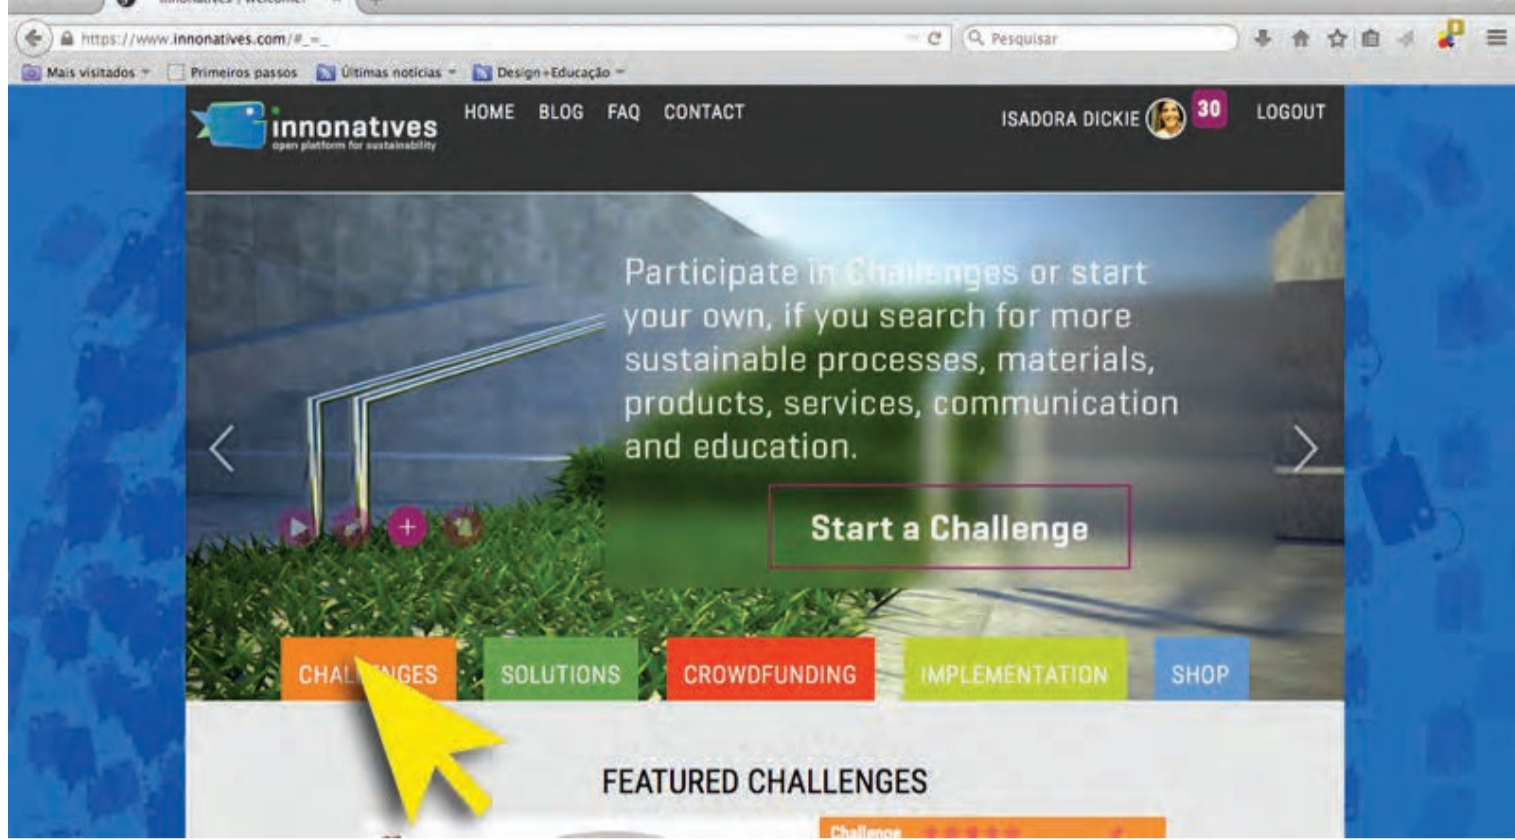 innonatives | Welcome!
https://www.innonatives.com/#_=_
Pesquisar
Mais visitados
Primeiros passos
Últimas notícias
Design+Educação
innonatives
open platform for sustainability
HOME
BLOG
FAQ
CONTACT
ISADORA DICKIE
30
LOGOUT
Participate in Challenges or start
your own, if you search for more
sustainable processes, materials,
products, services, communication
and education.
Start a Challenge
CHALLENGES
SOLUTIONS
CROWDFUNDING
IMPLEMENTATION
SHOP
FEATURED CHALLENGES
Challenge